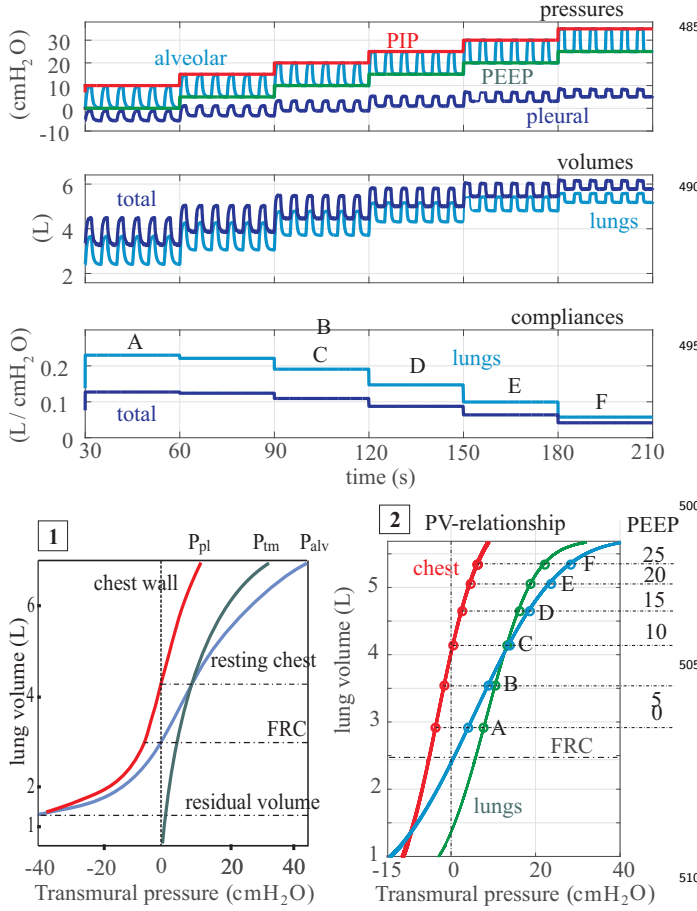 pressures
485
30
20
10
0
-10
(cmH2O)
alveolar
PIP
PEEP
pleural
volumes
490
6
4
2
(L)
total
lungs
compliances
495
0.2
0.1
0
(L / cmH2O)
A
B
C
D
E
F
lungs
total
30 60 90 120 150 180 210
time (s)
500
1
Ppl Ptm Palv
chest wall
resting chest
FRC
residual volume
6
4
2
1
lung volume (L)
-40 -20 0 20 40
Transmural pressure (cmH2O)
2 PV-relationship PEEP
chest
25
20
15
10
5
0
505
F
E
D
C
B
A
FRC
lungs
5
4
3
2
1
lung volume (L)
-15 0 20 40
Transmural pressure (cmH2O)
510